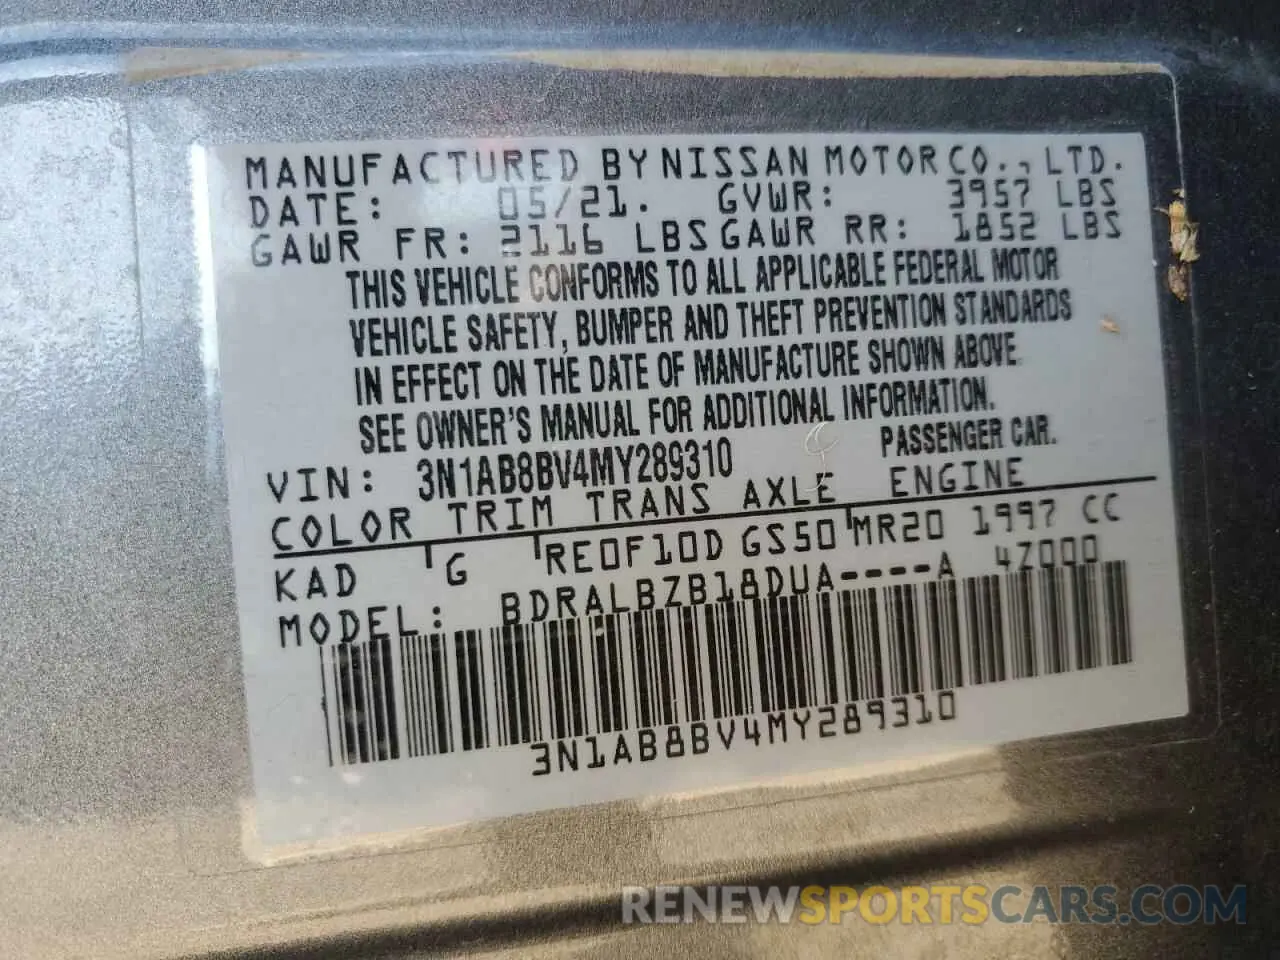 MANUFACTURED BY NISSAN MOTOR CO., LTD.
DATE: 05/21. GVWR: 3957 LBS
GAWR FR: 2116 LBS GAWR RR: 1852 LBS
THIS VEHICLE CONFORMS TO ALL APPLICABLE FEDERAL MOTOR
VEHICLE SAFETY, BUMPER AND THEFT PREVENTION STANDARDS
IN EFFECT ON THE DATE OF MANUFACTURE SHOWN ABOVE
SEE OWNER'S MANUAL FOR ADDITIONAL INFORMATION.
VIN: 3N1AB8BV4MY289310 PASSENGER CAR.
COLOR TRIM TRANS AXLE ENGINE
KAD G RE0F10D GS50 MR20 1997 CC
MODEL: BDRALBZB18DUA----A 4Z000
3N1AB8BV4MY289310
RENEWSPORTSCARS.COM